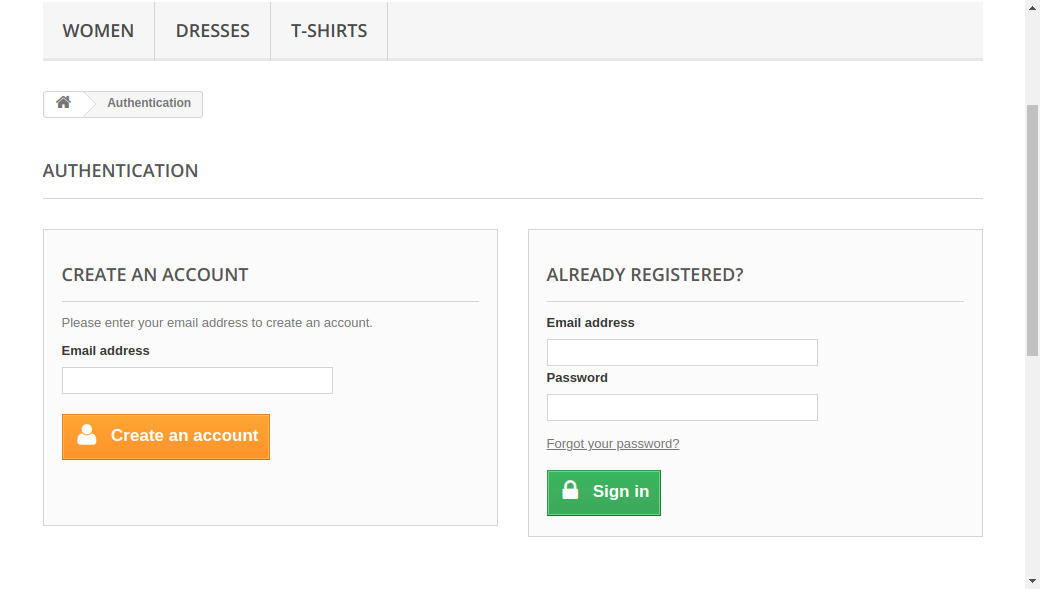 WOMEN DRESSES T-SHIRTS
Authentication
AUTHENTICATION
CREATE AN ACCOUNT
Please enter your email address to create an account.
Email address
Create an account
ALREADY REGISTERED?
Email address
Password
Forgot your password?
Sign in